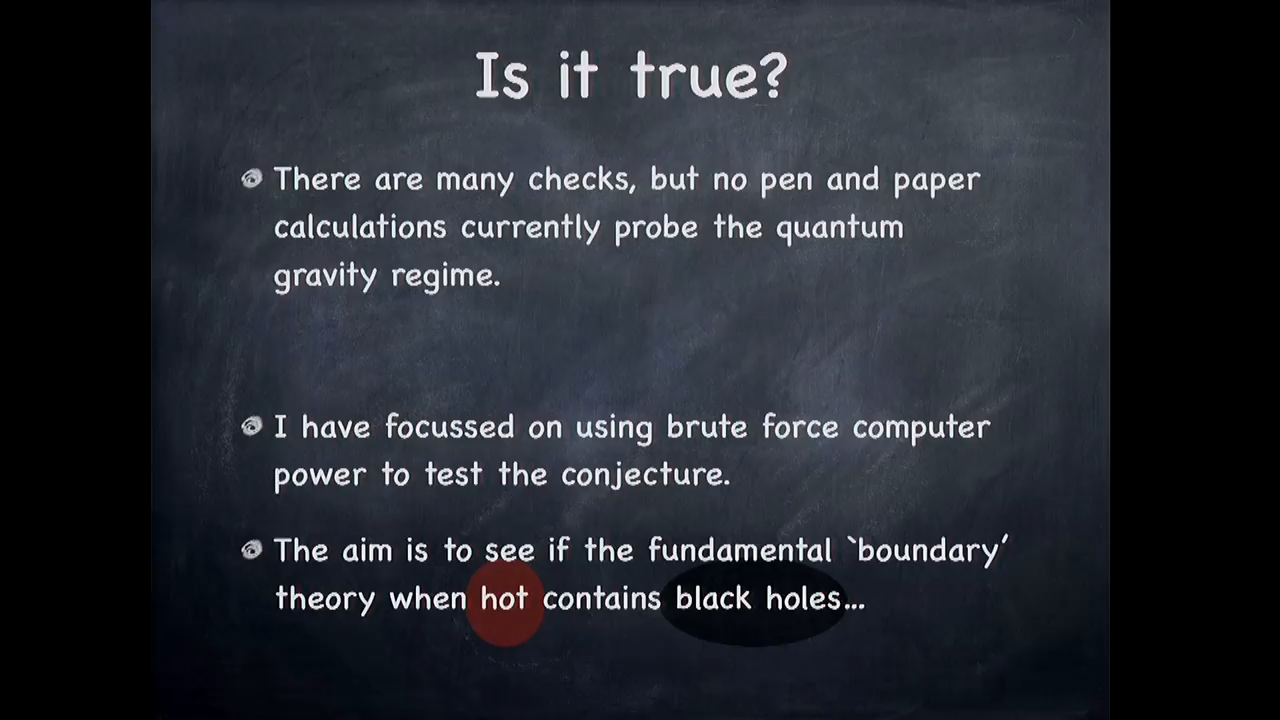 Is it true?
There are many checks, but no pen and paper
calculations currently probe the quantum
gravity regime.
I have focussed on using brute force computer
power to test the conjecture.
The aim is to see if the fundamental `boundary’
theory when hot contains black holes...